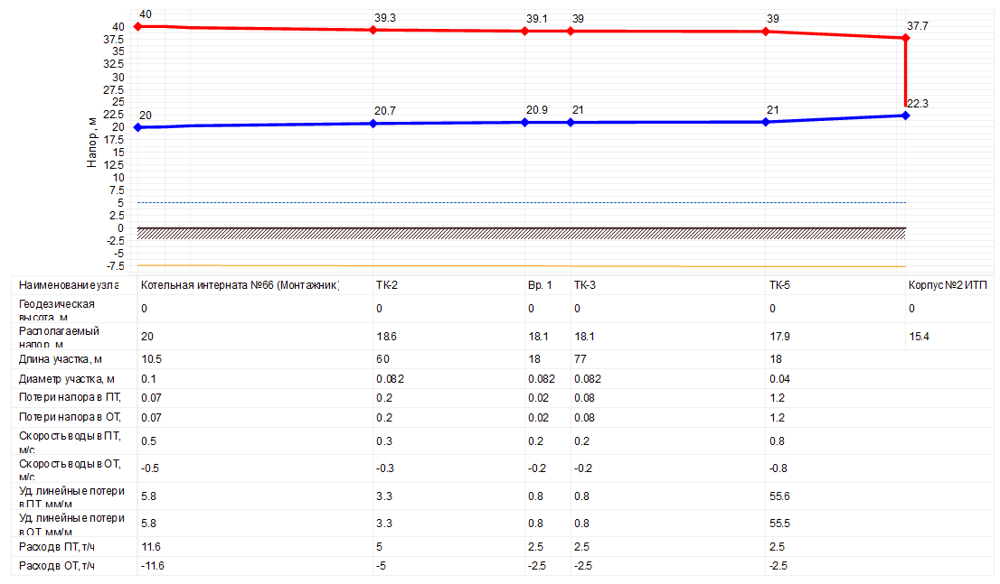 40 39.3 39.1 39 39 37.7
20 20.7 20.9 21 21 22.3
Напор, м
40
37.5
35
32.5
30
27.5
25
22.5
20
17.5
15
12.5
10
7.5
5
2.5
0
-2.5
-5
-7.5
Наименование узла Котельная интерната №66 (Монтажник) ТК-2 Вр. 1 ТК-3 ТК-5 Корпус №2 ИТП
Геодезическая
высота, м 0 0 0 0 0 0
Располагаемый
напор, м 20 18.6 18.1 18.1 17.9 15.4
Длина участка, м 10.5 60 18 77 18
Диаметр участка, м 0.1 0.082 0.082 0.082 0.04
Потери напора в ПТ, 0.07 0.2 0.02 0.08 1.2
Потери напора в ОТ, 0.07 0.2 0.02 0.08 1.2
Скорость воды в ПТ,
м/с 0.5 0.3 0.2 0.2 0.8
Скорость воды в ОТ,
м/с -0.5 -0.3 -0.2 -0.2 -0.8
Уд. линейные потери
в ПТ, мм/м 5.8 3.3 0.8 0.8 55.6
Уд. линейные потери
в ОТ, мм/м 5.8 3.3 0.8 0.8 55.5
Расход в ПТ, т/ч 11.6 5 2.5 2.5 2.5
Расход в ОТ, т/ч -11.6 -5 -2.5 -2.5 -2.5